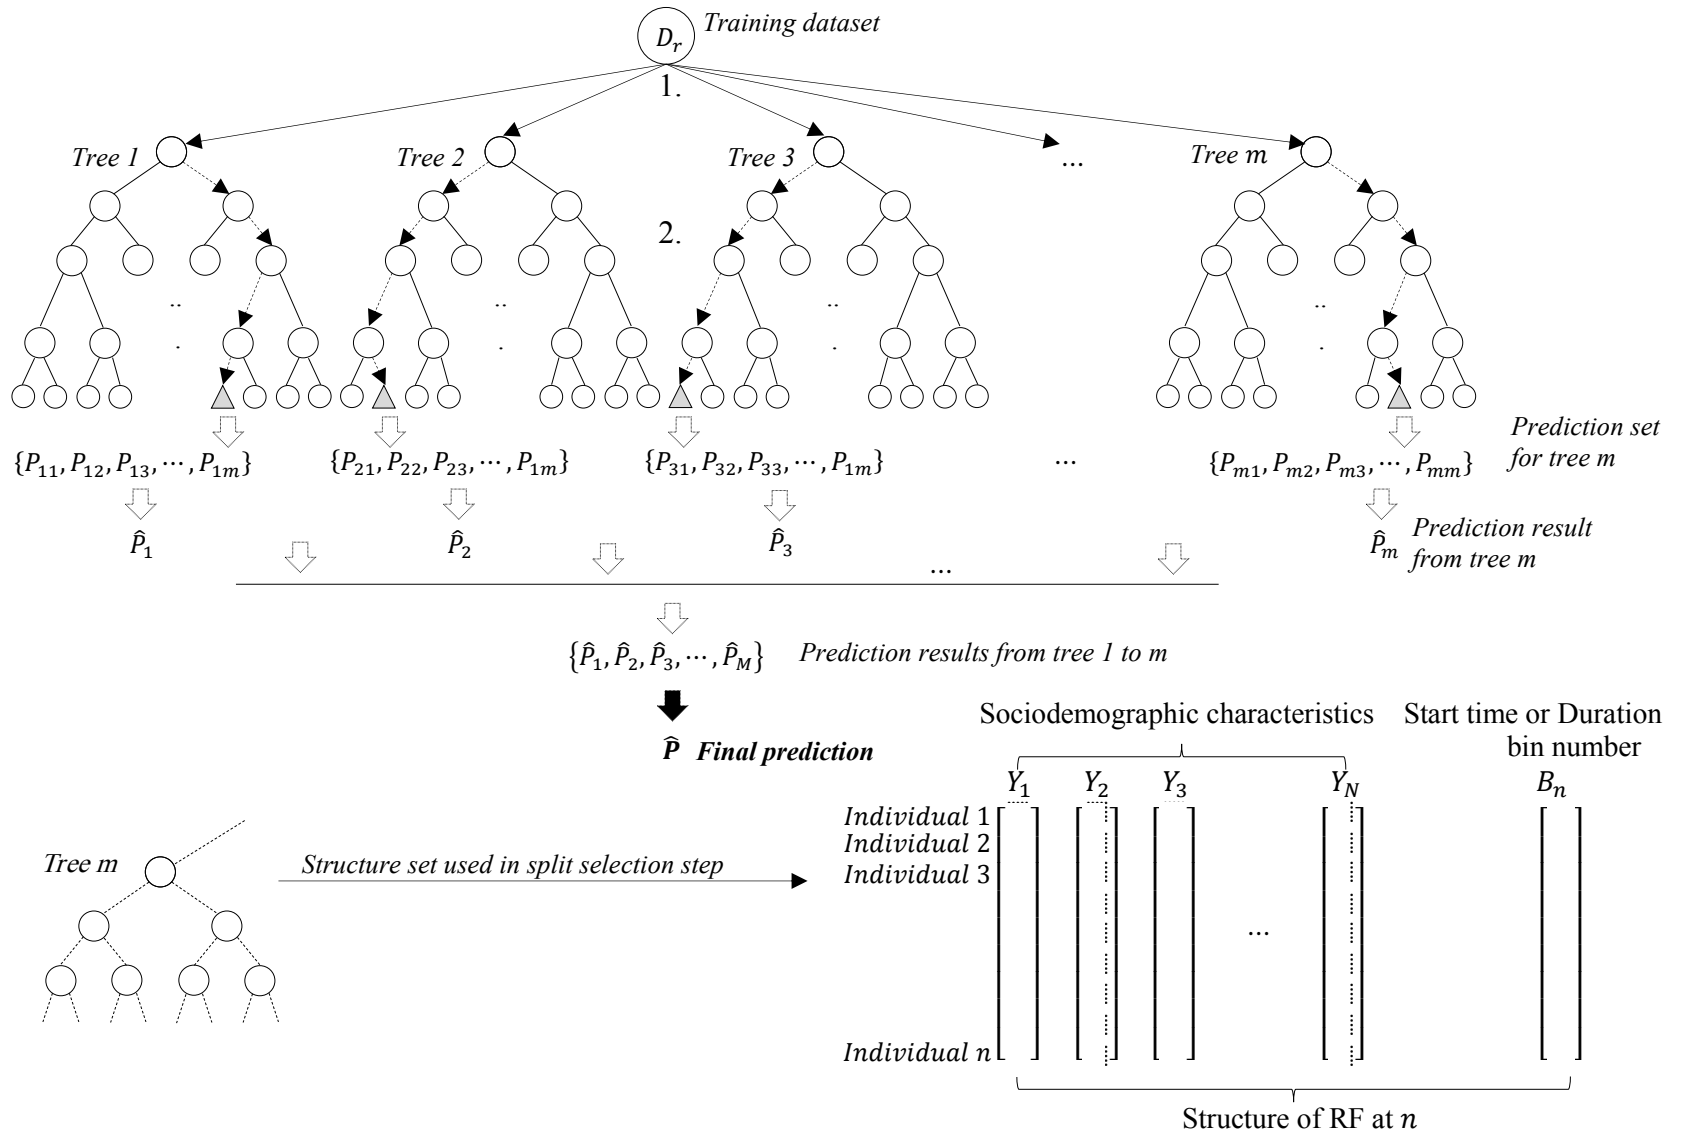 D_r Training dataset
1.
Tree 1 Tree 2 Tree 3 ... Tree m
2.
.. .. .. ..
. . . .
{P_11, P_12, P_13, ⋯, P_1m} {P_21, P_22, P_23, ⋯, P_1m} {P_31, P_32, P_33, ⋯, P_1m} ... {P_m1, P_m2, P_m3, ⋯, P_mm}
Prediction set
for tree m
P̂_1 P̂_2 P̂_3 P̂_m
Prediction result
from tree m
...
{P̂_1, P̂_2, P̂_3, ⋯, P̂_M} Prediction results from tree 1 to m
P̂ Final prediction
Sociodemographic characteristics
Start time or Duration
bin number
Y_1 Y_2 Y_3 Y_N B_n
Individual 1
Individual 2
Individual 3
...
Individual n
Tree m
Structure set used in split selection step
Structure of RF at n